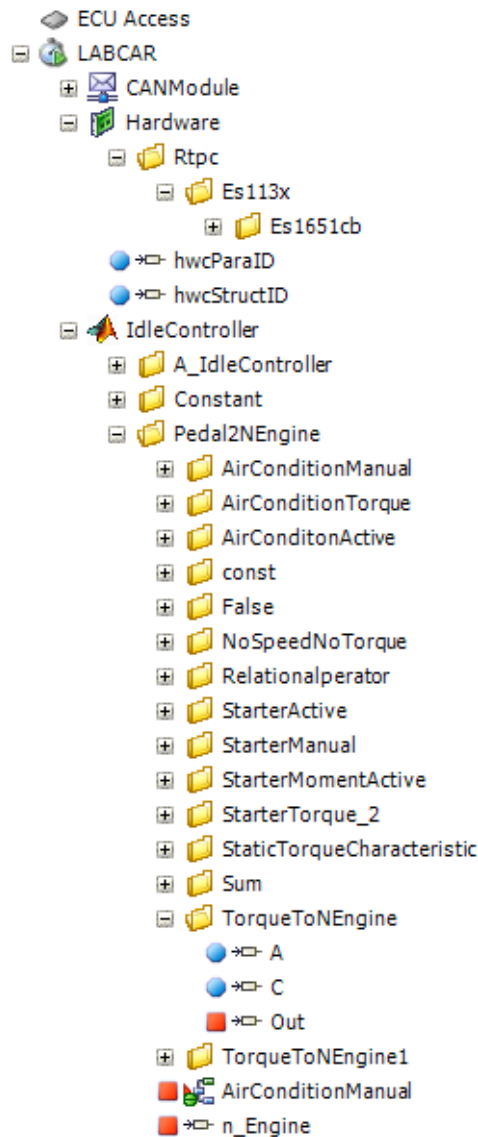 ECU Access
LABCAR
CANModule
Hardware
Rtpc
Es113x
Es1651cb
hwcParaID
hwcStructID
IdleController
A_IdleController
Constant
Pedal2NEngine
AirConditionManual
AirConditionTorque
AirConditonActive
const
False
NoSpeedNoTorque
Relationalperator
StarterActive
StarterManual
StarterMomentActive
StarterTorque_2
StaticTorqueCharacteristic
Sum
TorqueToNEngine
A
C
Out
TorqueToNEngine1
AirConditionManual
n_Engine